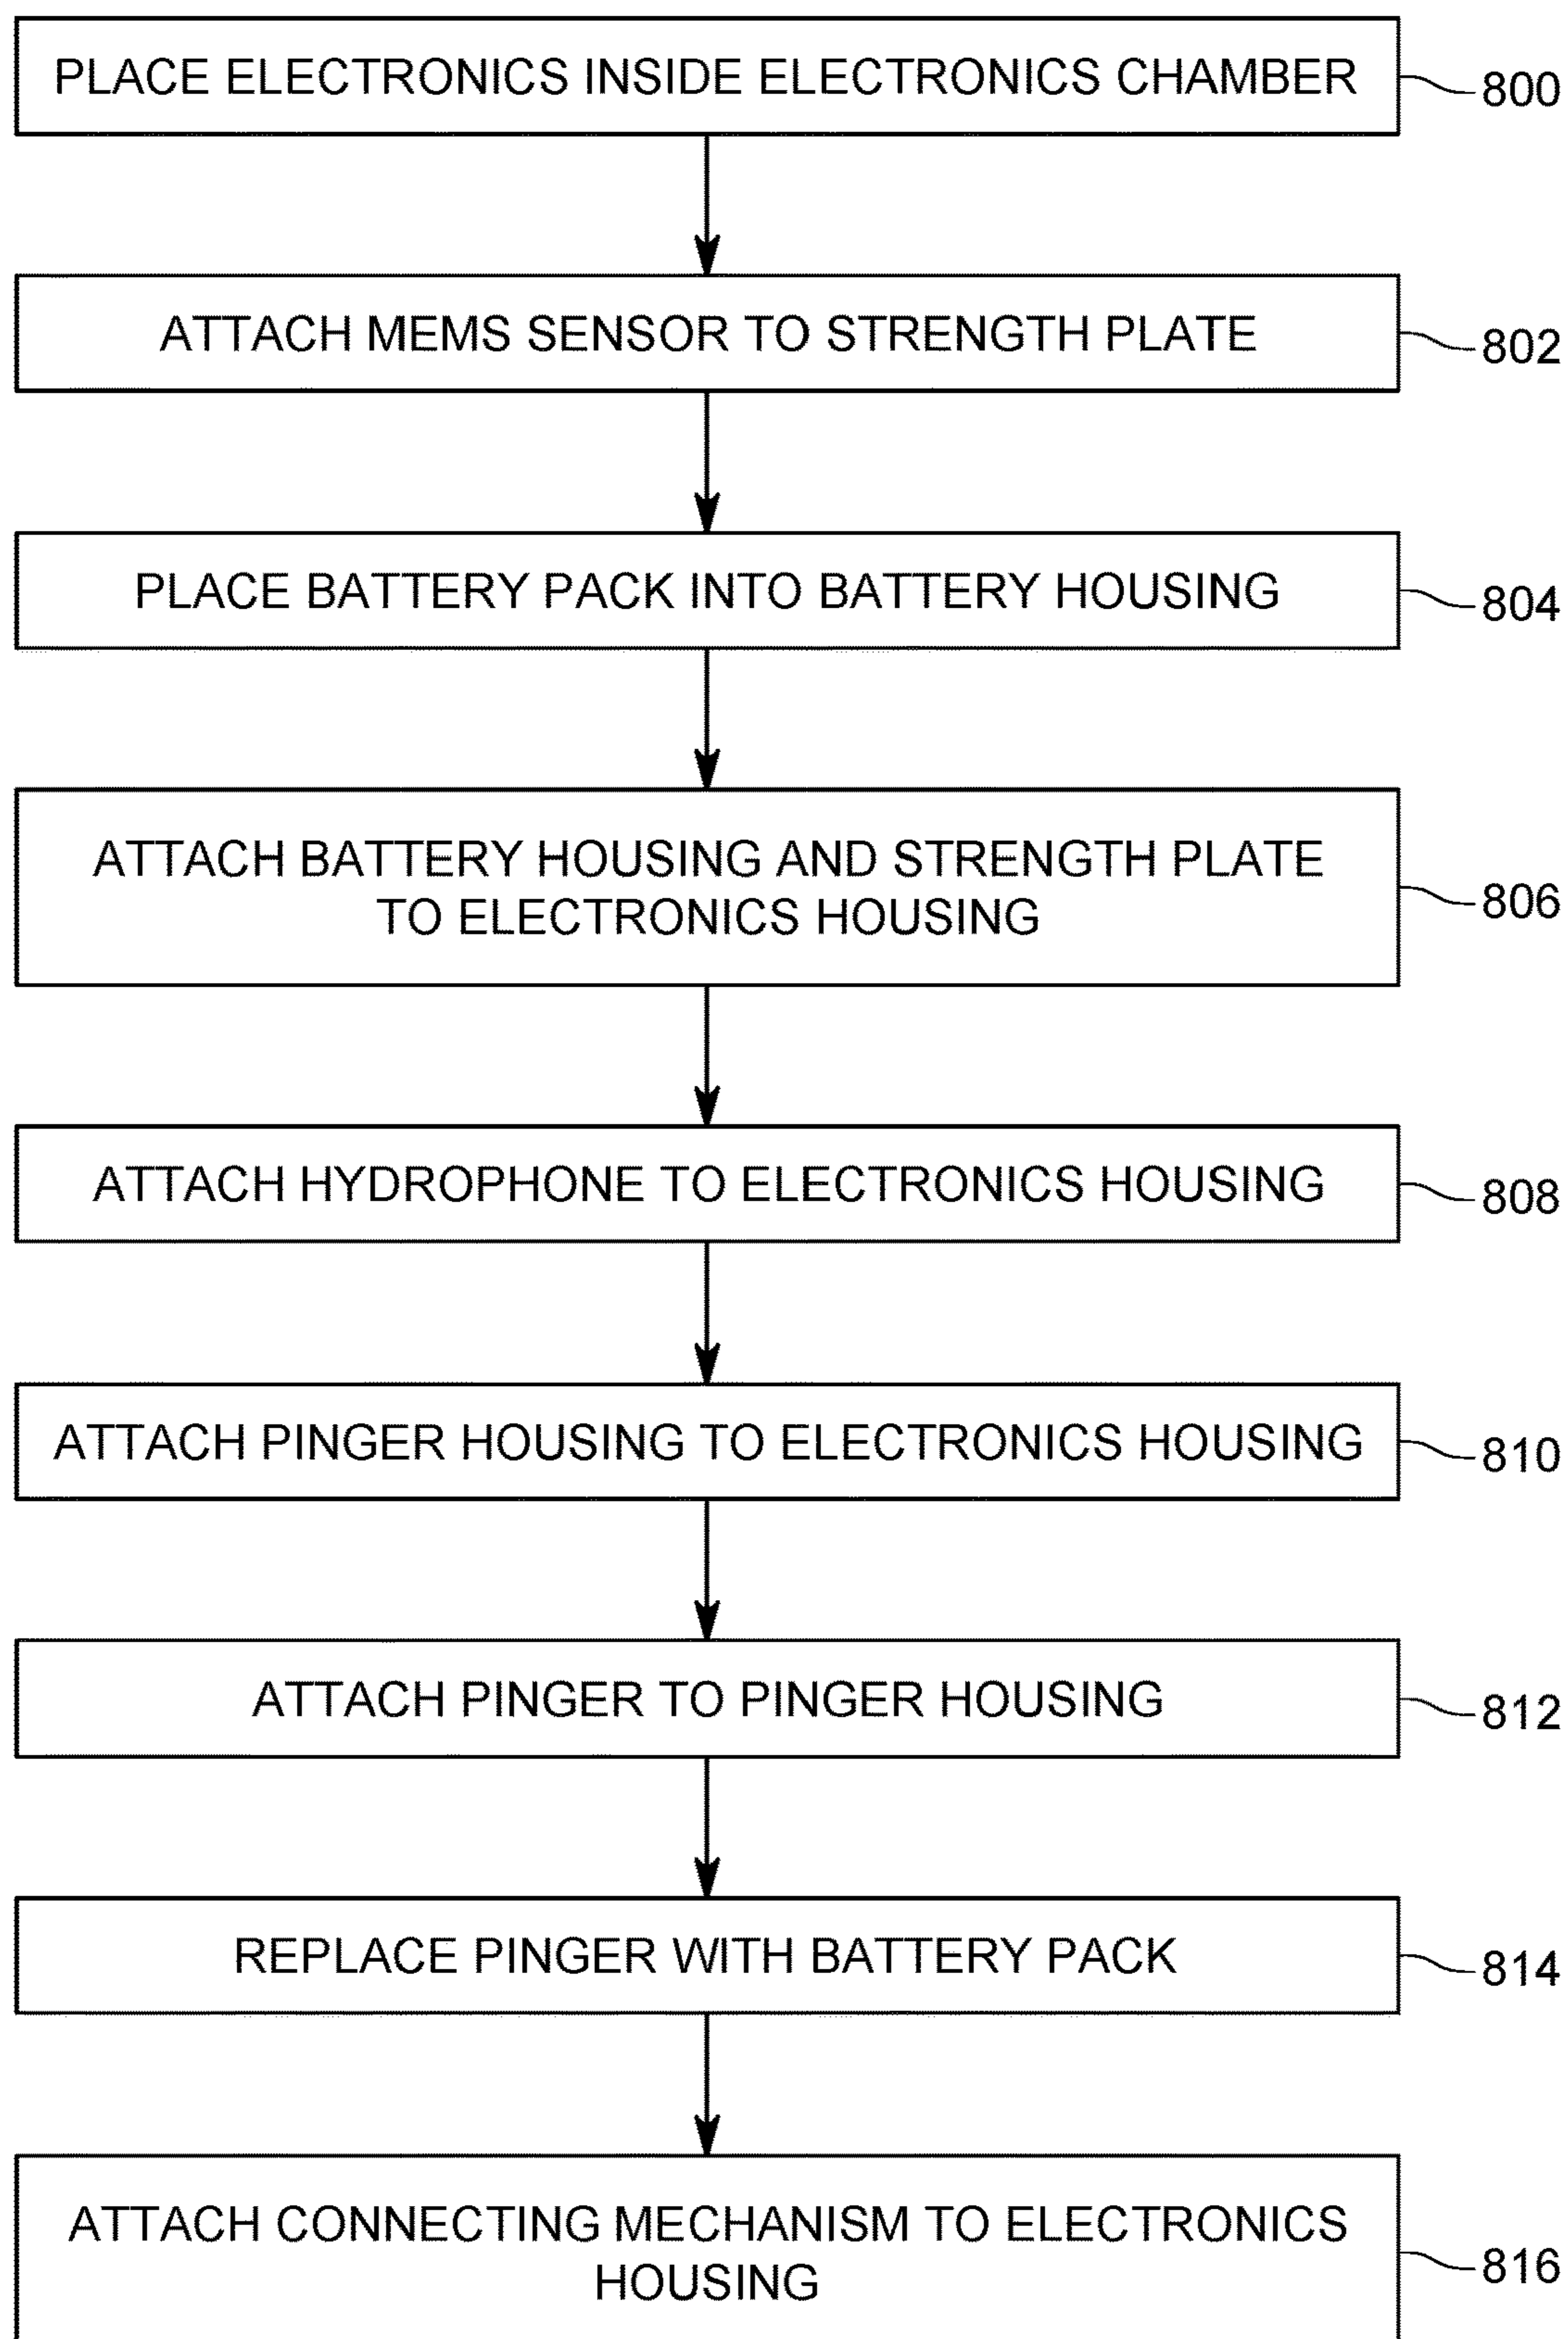 PLACE ELECTRONICS INSIDE ELECTRONICS CHAMBER
800
ATTACH MEMS SENSOR TO STRENGTH PLATE
802
PLACE BATTERY PACK INTO BATTERY HOUSING
804
ATTACH BATTERY HOUSING AND STRENGTH PLATE
TO ELECTRONICS HOUSING
806
ATTACH HYDROPHONE TO ELECTRONICS HOUSING
808
ATTACH PINGER HOUSING TO ELECTRONICS HOUSING
810
ATTACH PINGER TO PINGER HOUSING
812
REPLACE PINGER WITH BATTERY PACK
814
ATTACH CONNECTING MECHANISM TO ELECTRONICS
HOUSING
816